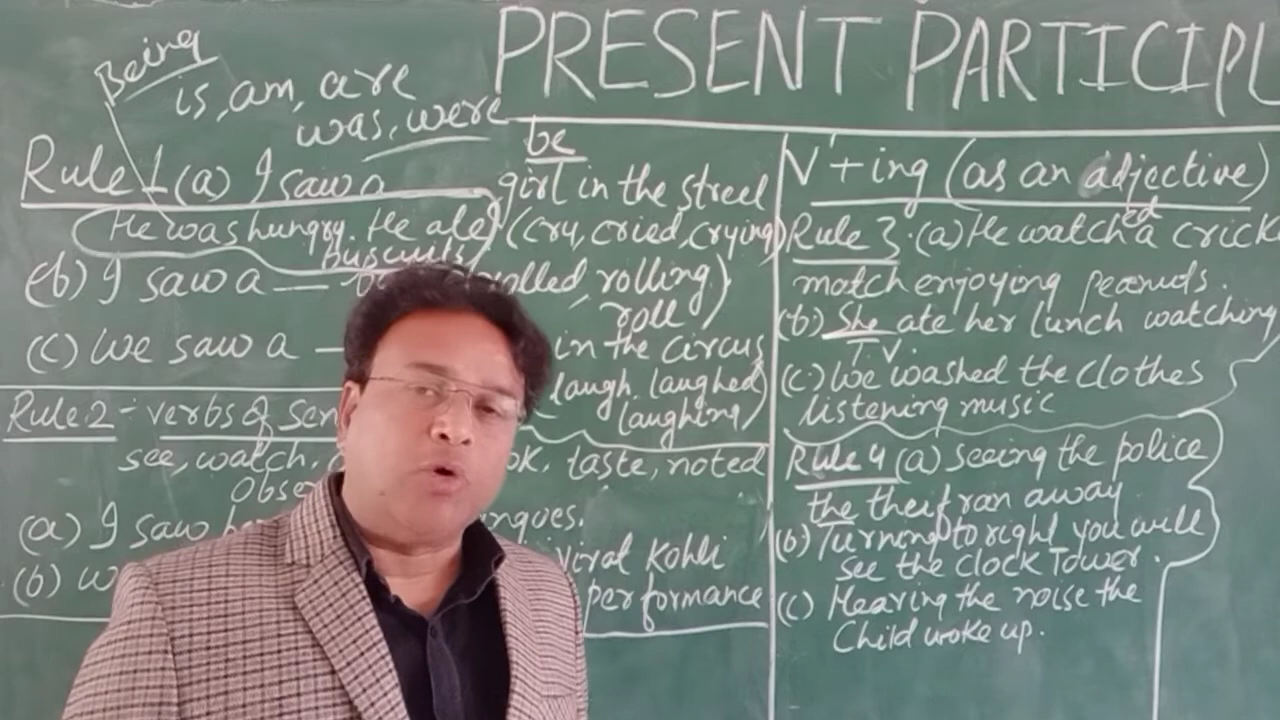 PRESENT PARTICIPL
Being
is, am, are
was, were
be
Rule 1 (a) I saw a ___ girl in the street
He was hungry. He ate (cry, cried, crying)
biscuits
(b) I saw a — rolled, rolling)
roll
(c) we saw a — in the circus
(laugh, laughed
laughing)
Rule 2 - verbs of sen
see, watch, taste, noted
Obse
(a) I saw
(b) w Virat Kohli
performance
V'+ing (as an adjective)
Rule 3. (a) He watched a crick
match enjoying peanuts.
(b) She ate her lunch watching
T.V.
(c) We washed the clothes
listening music
Rule 4 (a) Seeing the police
the theif ran away
(b) Turning to right you will
see the Clock Tower.
(c) Hearing the noise the
Child woke up.